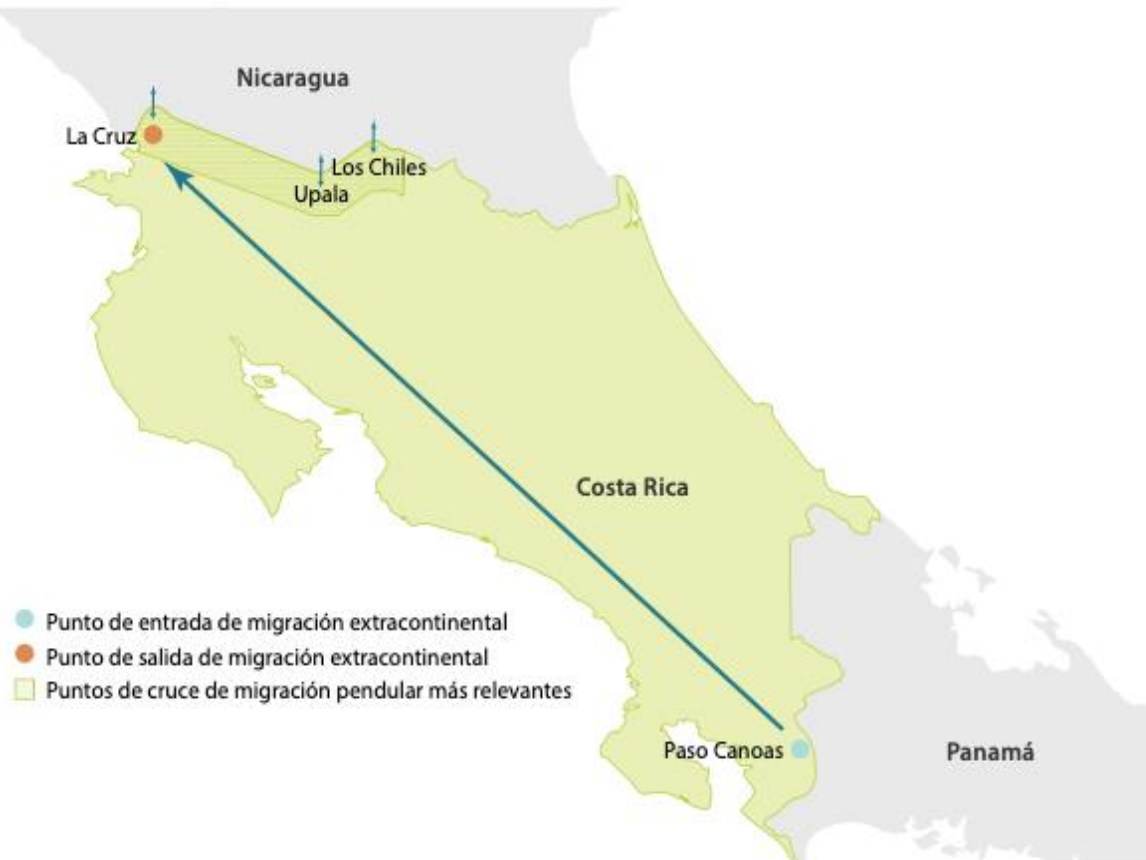 Nicaragua
La Cruz
Los Chiles
Upala
Costa Rica
Punto de entrada de migración extracontinental
Punto de salida de migración extracontinental
Puntos de cruce de migración pendular más relevantes
Paso Canoas
Panamá